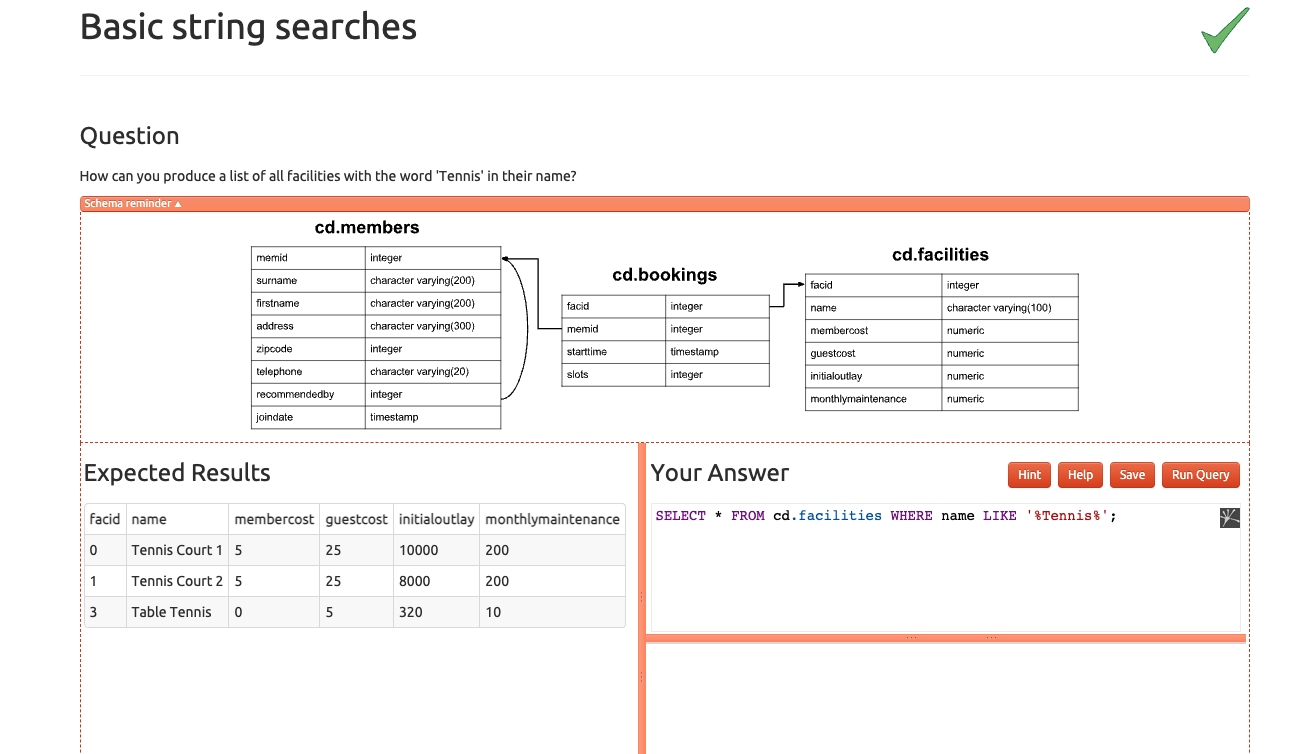 Basic string searches
Question
How can you produce a list of all facilities with the word 'Tennis' in their name?
Schema reminder ▲
cd.members
memid integer
surname character varying(200)
firstname character varying(200)
address character varying(300)
zipcode integer
telephone character varying(20)
recommendedby integer
joindate timestamp
cd.bookings
facid integer
memid integer
starttime timestamp
slots integer
cd.facilities
facid integer
name character varying(100)
membercost numeric
guestcost numeric
initialoutlay numeric
monthlymaintenance numeric
Expected Results
facid name membercost guestcost initialoutlay monthlymaintenance
0 Tennis Court 1 5 25 10000 200
1 Tennis Court 2 5 25 8000 200
3 Table Tennis 0 5 320 10
Your Answer
Hint Help Save Run Query
SELECT * FROM cd.facilities WHERE name LIKE '%Tennis%';